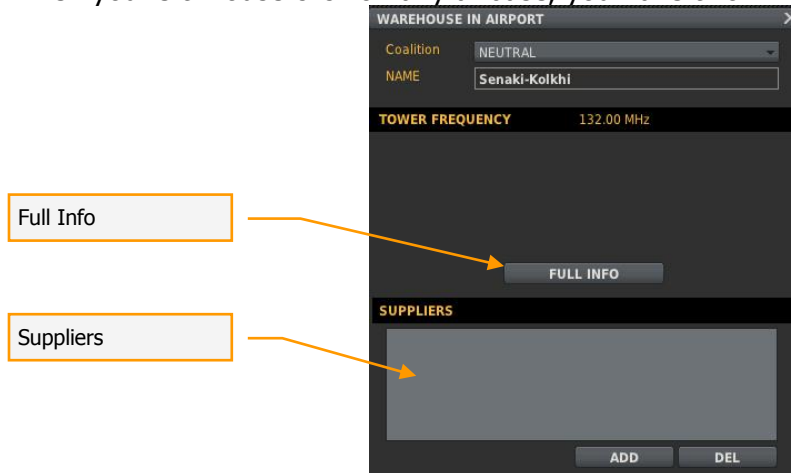 WAREHOUSE IN AIRPORT X
Coalition NEUTRAL
NAME Senaki-Kolkhi
TOWER FREQUENCY 132.00 MHz
Full Info
FULL INFO
SUPPLIERS
Suppliers
ADD DEL